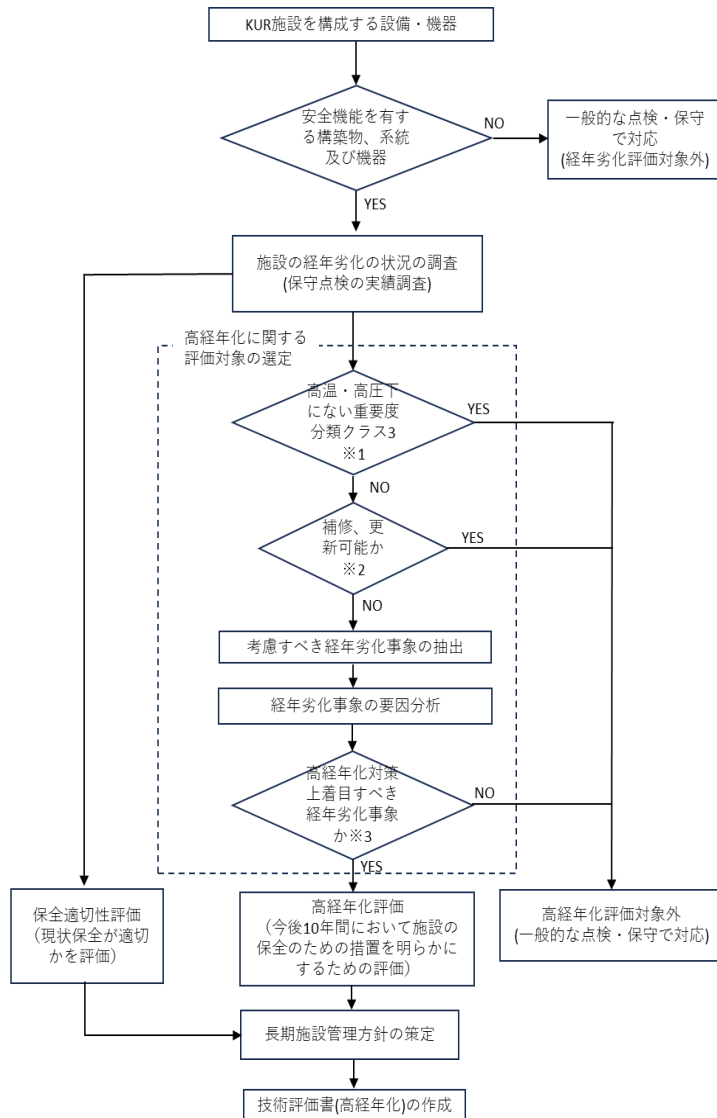 KUR施設を構成する設備・機器
安全機能を有す
る構築物、系統
及び機器
NO
一般的な点検・保守
で対応
(経年劣化評価対象外)
YES
施設の経年劣化の状況の調査
(保守点検の実績調査)
高経年化に関する
評価対象の選定
高温・高圧下
にない重要度
分類クラス3
※1
YES
NO
補修、更
新可能か
※2
YES
NO
考慮すべき経年劣化事象の抽出
経年劣化事象の要因分析
高経年化対策
上着目すべき
経年劣化事象
か※3
NO
YES
保全適切性評価
（現状保全が適切
かを評価）
高経年化評価
（今後10年間において施設の
保全のための措置を明らかに
するための評価）
高経年化評価対象外
(一般的な点検・保守で対応)
長期施設管理方針の策定
技術評価書(高経年化)の作成